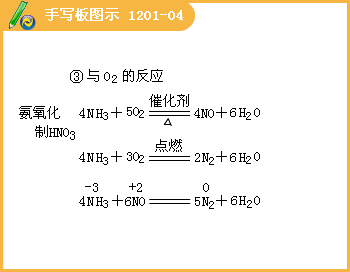 手写板图示 1201-04
③与O₂的反应
氨氧化 制HNO₃
4NH₃+5O₂ 催化剂 ══ △ 4NO+6H₂O
4NH₃+3O₂ 点燃 ══ 2N₂+6H₂O
-3 +2 0
4NH₃+6NO ══ 5N₂+6H₂O